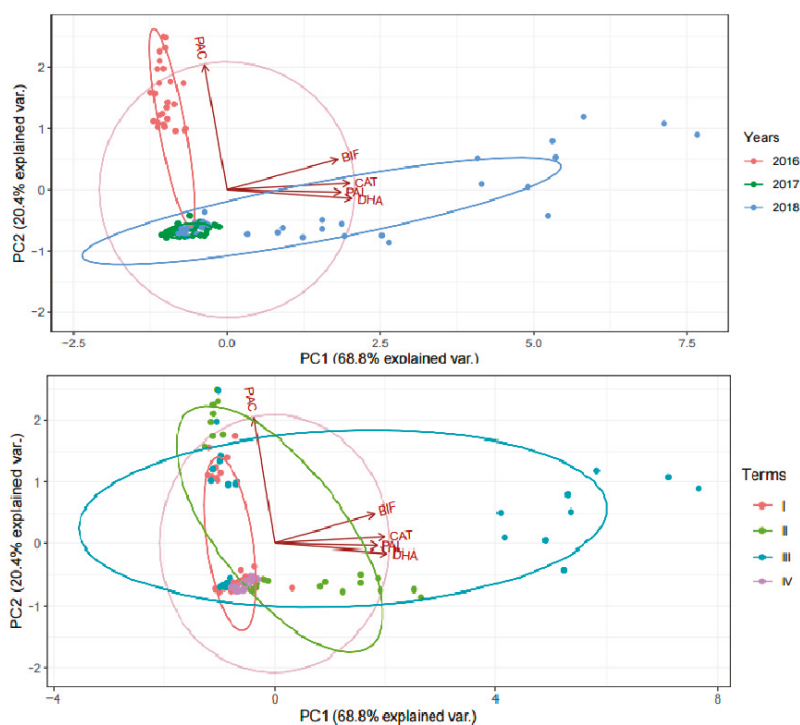 PC2 (20.4% explained var.)
2
1
0
−1
−2
PAC
BIF
CAT
PAL
DHA
Years
2016
2017
2018
−2.5
0.0
2.5
5.0
7.5
PC1 (68.8% explained var.)
PC2 (20.4% explained var.)
2
1
0
−1
−2
PAC
BIF
CAT
PAL
DHA
Terms
I
II
III
IV
−4
0
4
8
PC1 (68.8% explained var.)